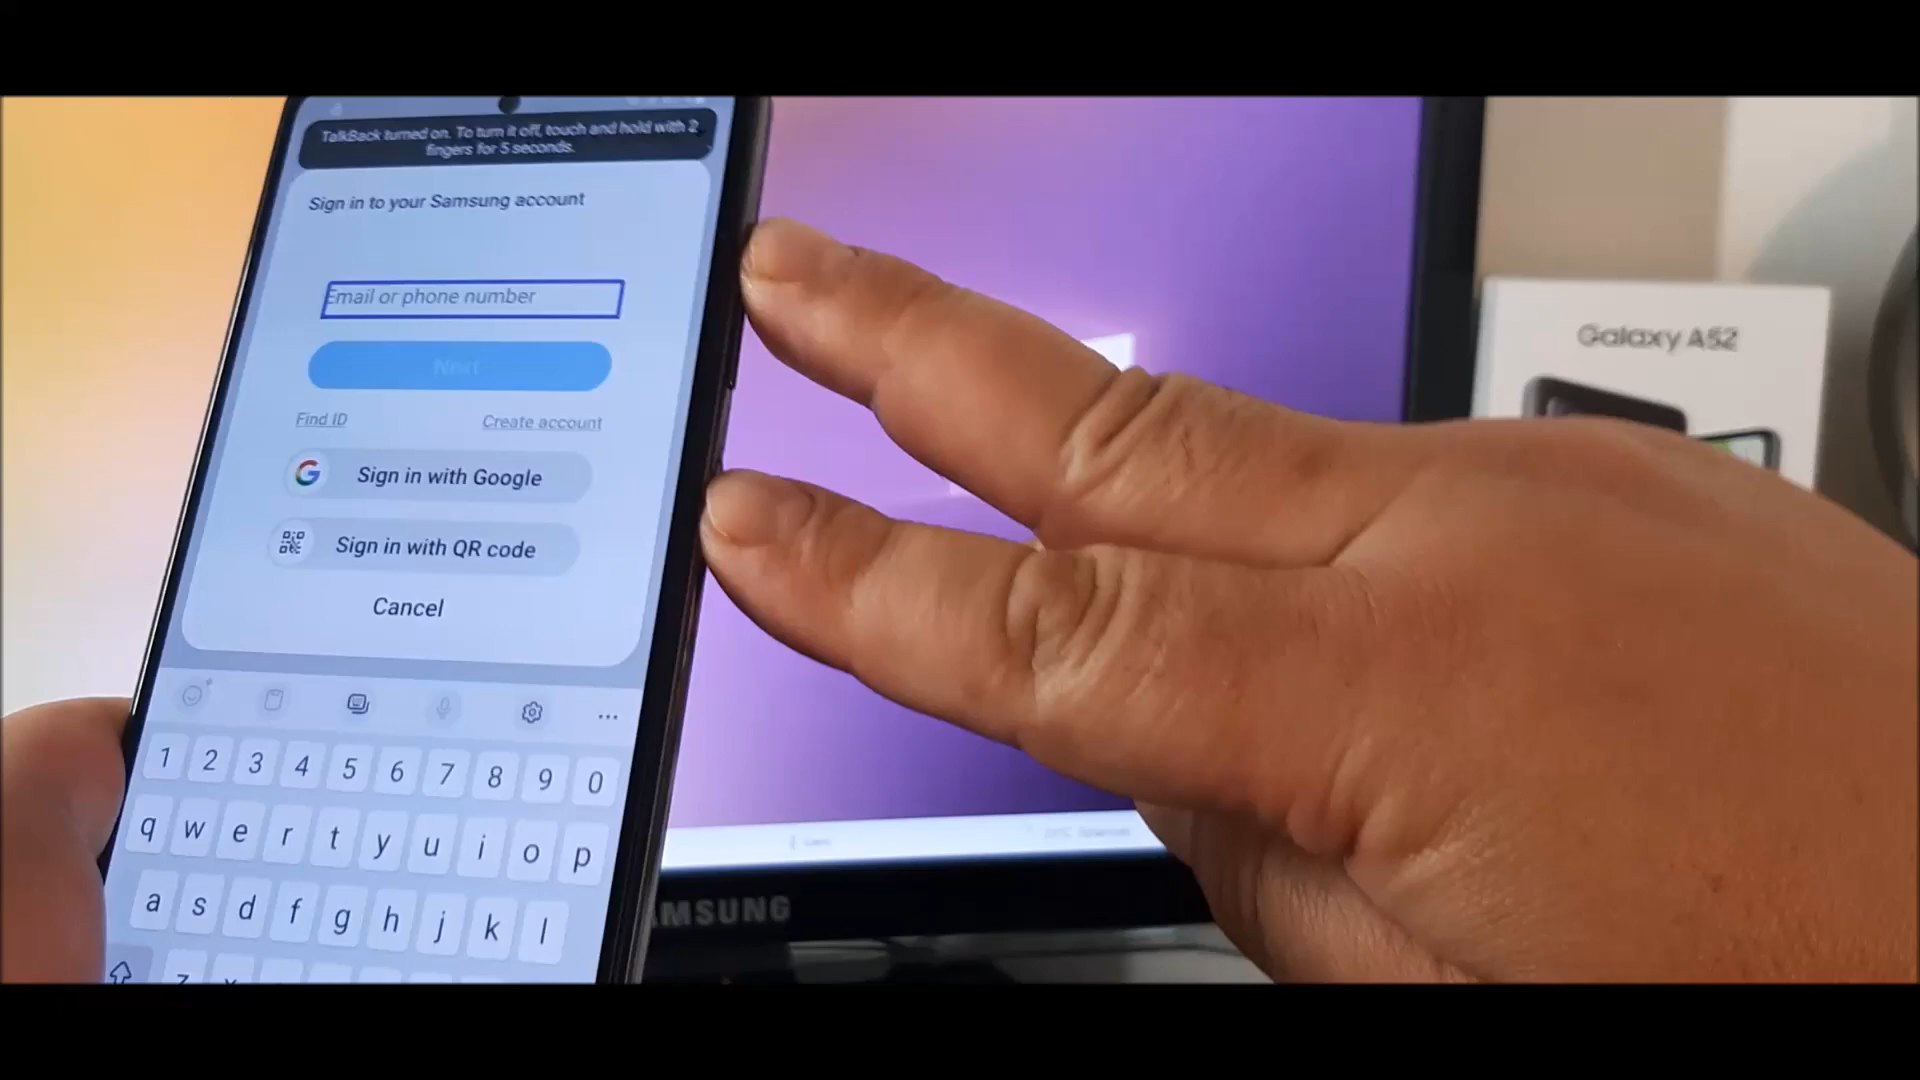 TalkBack turned on. To turn it off, touch and hold with 2
fingers for 5 seconds.
Sign in to your Samsung account
Email or phone number
Next
Find ID
Create account
Sign in with Google
Sign in with QR code
Cancel
1 2 3 4 5 6 7 8 9 0
q w e r t y u i o p
a s d f g h j k l
Galaxy A52
MSUNG